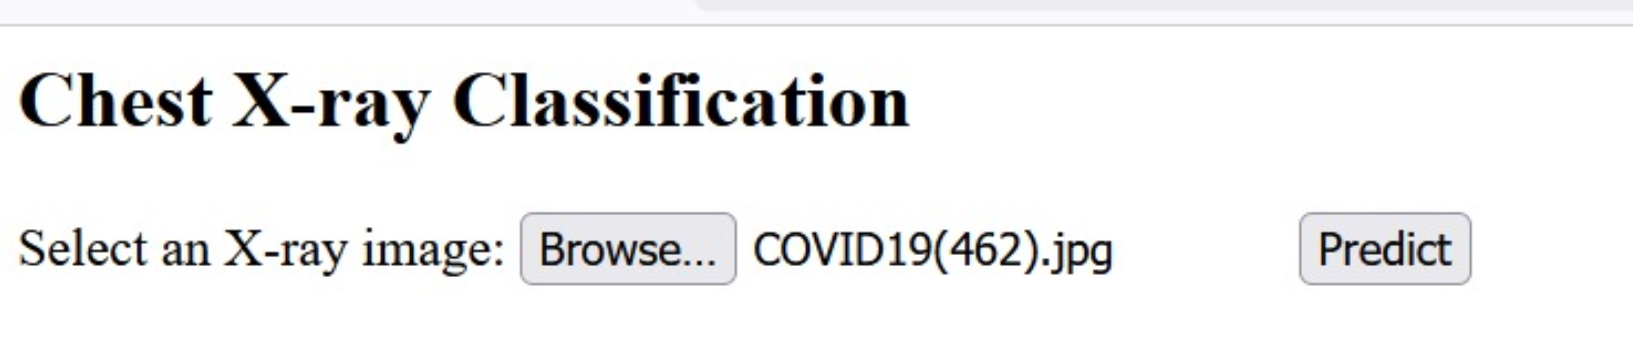 Chest X-ray Classification
Select an X-ray image: Browse... COVID19(462).jpg Predict